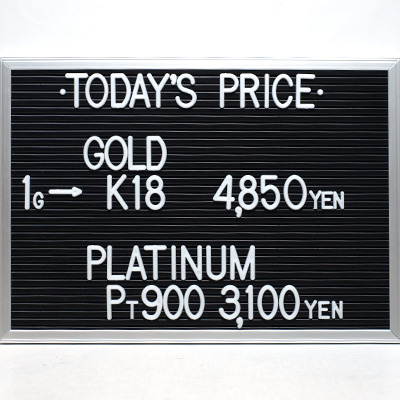 ·TODAY'S PRICE·
GOLD
1G→ K18 4,850YEN
PLATINUM
PT900 3,100YEN